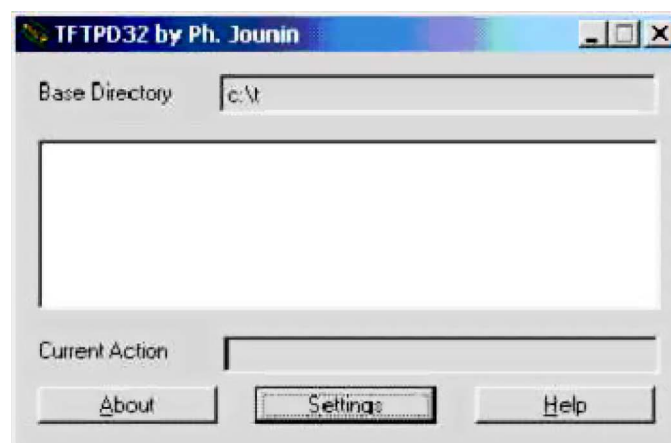 TFTPD32 by Ph. Jounin
Base Directory c:\t
Current Action
About Settings Help